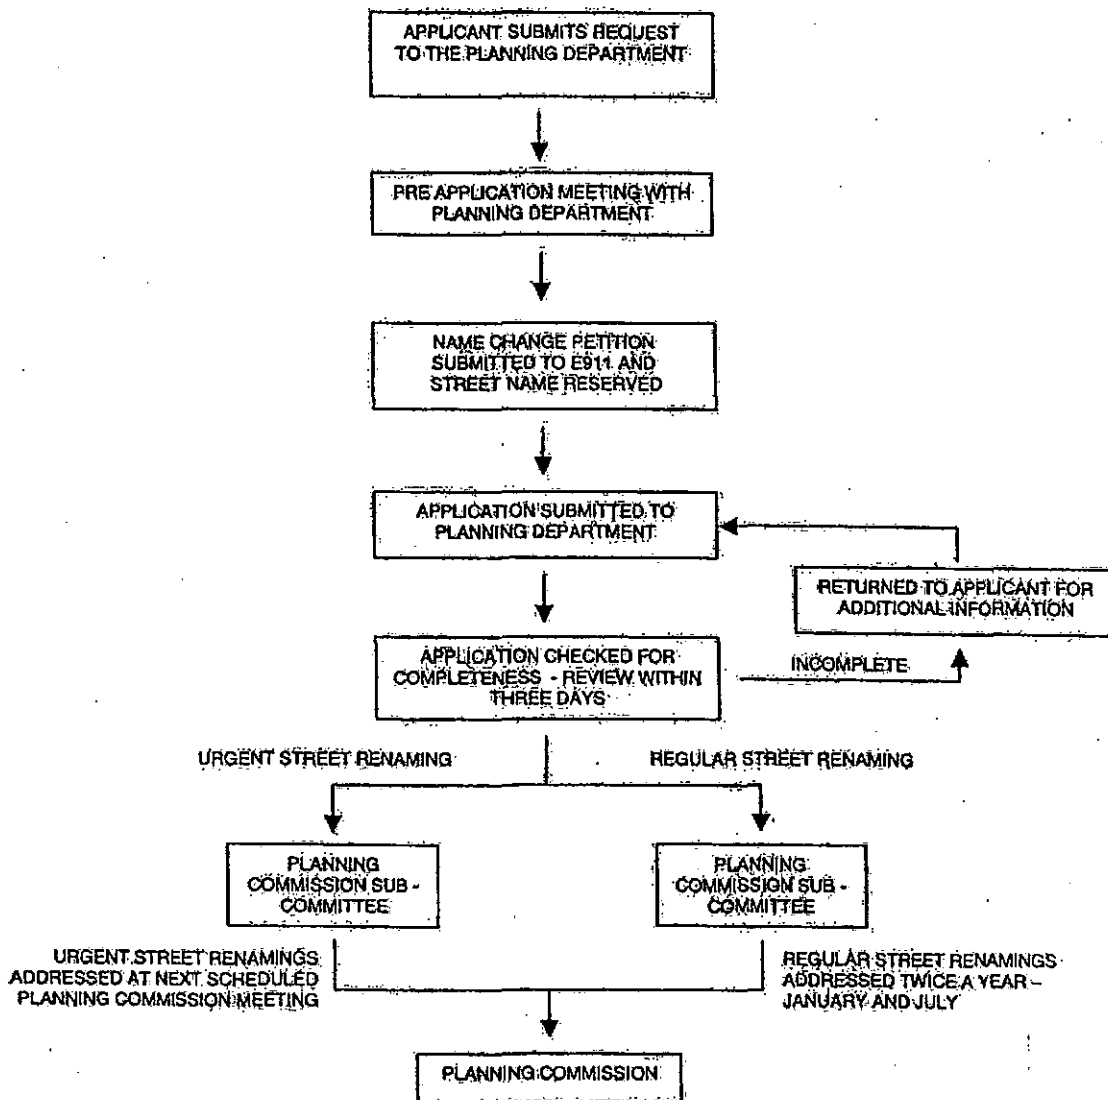 APPLICANT SUBMITS REQUEST
TO THE PLANNING DEPARTMENT
PRE APPLICATION MEETING WITH
PLANNING DEPARTMENT
NAME CHANGE PETITION
SUBMITTED TO E911 AND
STREET NAME RESERVED
APPLICATION SUBMITTED TO
PLANNING DEPARTMENT
RETURNED TO APPLICANT FOR
ADDITIONAL INFORMATION
APPLICATION CHECKED FOR
COMPLETENESS - REVIEW WITHIN
THREE DAYS
INCOMPLETE
URGENT STREET RENAMING
REGULAR STREET RENAMING
PLANNING
COMMISSION SUB -
COMMITTEE
PLANNING
COMMISSION SUB -
COMMITTEE
URGENT STREET RENAMINGS
ADDRESSED AT NEXT SCHEDULED
PLANNING COMMISSION MEETING
REGULAR STREET RENAMINGS
ADDRESSED TWICE A YEAR –
JANUARY AND JULY
PLANNING COMMISSION